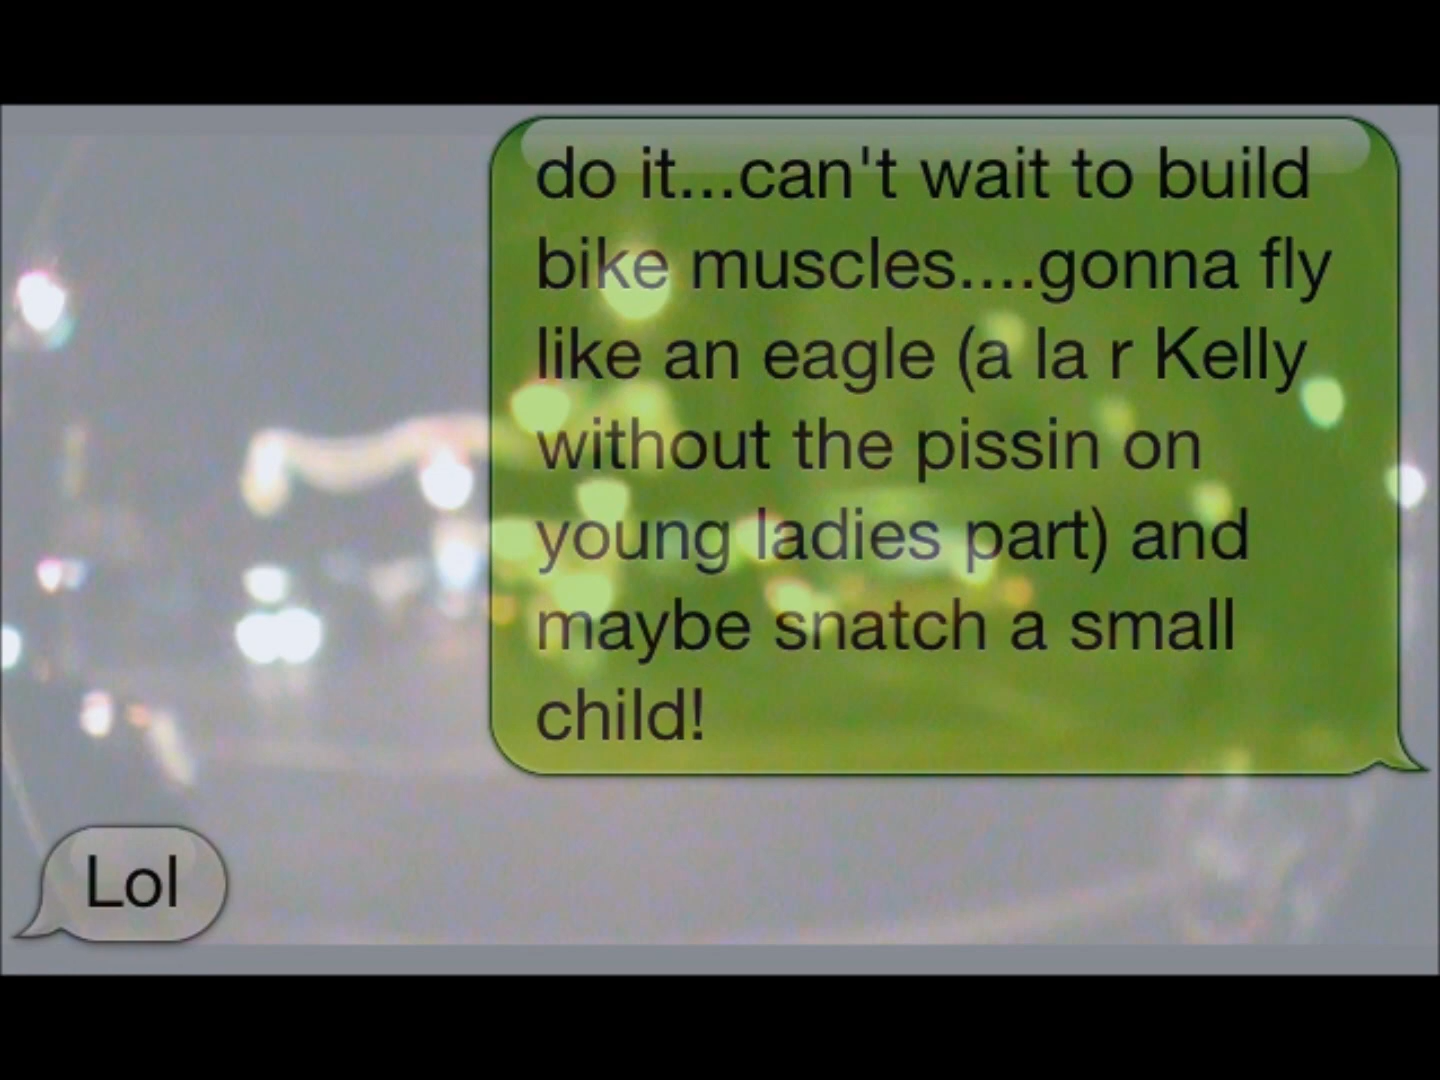 do it...can't wait to build
bike muscles....gonna fly
like an eagle (a la r Kelly
without the pissin on
young ladies part) and
maybe snatch a small
child!
Lol